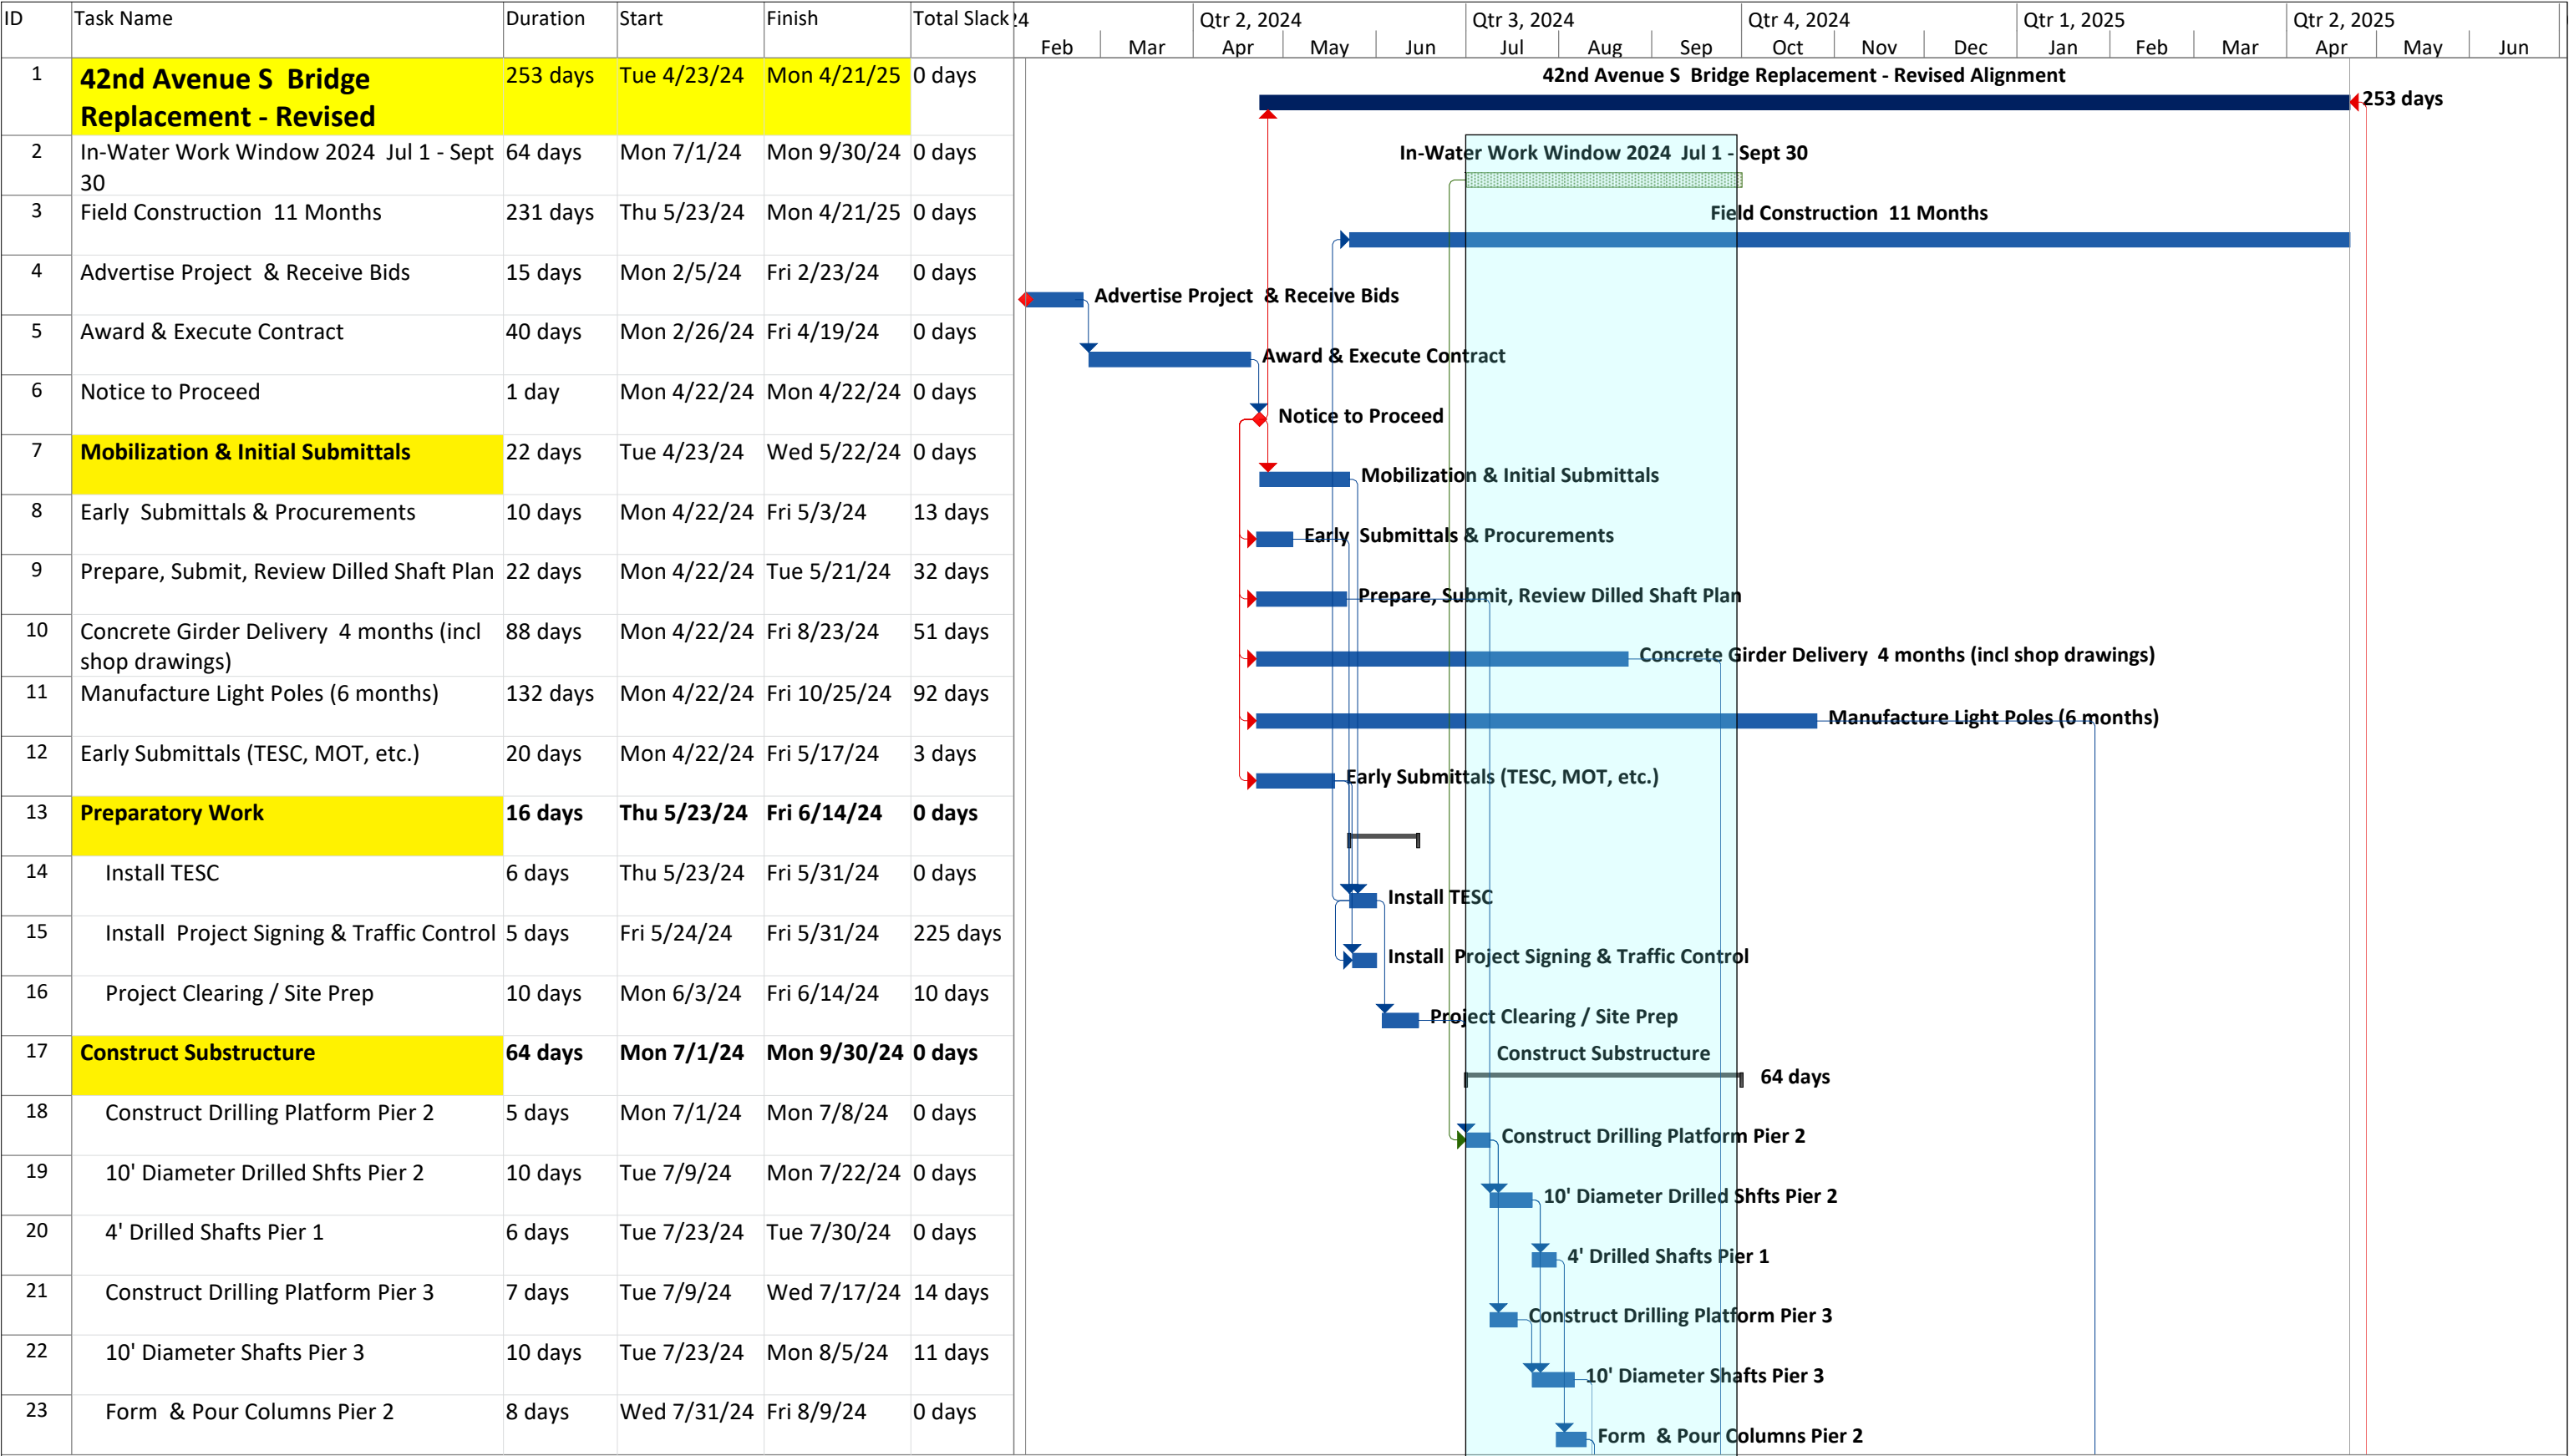 ID Task Name Duration Start Finish Total Slack 24 Qtr 2, 2024 Qtr 3, 2024 Qtr 4, 2024 Qtr 1, 2025 Qtr 2, 2025
Feb Mar Apr May Jun Jul Aug Sep Oct Nov Dec Jan Feb Mar Apr May Jun
1 42nd Avenue S  Bridge 253 days Tue 4/23/24 Mon 4/21/25 0 days 42nd Avenue S  Bridge Replacement - Revised Alignment
Replacement - Revised 253 days
2 In-Water Work Window 2024  Jul 1 - Sept 64 days Mon 7/1/24 Mon 9/30/24 0 days In-Water Work Window 2024  Jul 1 - Sept 30
30
3 Field Construction  11 Months 231 days Thu 5/23/24 Mon 4/21/25 0 days Field Construction  11 Months
4 Advertise Project  & Receive Bids 15 days Mon 2/5/24 Fri 2/23/24 0 days
Advertise Project  & Receive Bids
5 Award & Execute Contract 40 days Mon 2/26/24 Fri 4/19/24 0 days
Award & Execute Contract
6 Notice to Proceed 1 day Mon 4/22/24 Mon 4/22/24 0 days
Notice to Proceed
7 Mobilization & Initial Submittals 22 days Tue 4/23/24 Wed 5/22/24 0 days
Mobilization & Initial Submittals
8 Early  Submittals & Procurements 10 days Mon 4/22/24 Fri 5/3/24 13 days
Early  Submittals & Procurements
9 Prepare, Submit, Review Dilled Shaft Plan 22 days Mon 4/22/24 Tue 5/21/24 32 days
Prepare, Submit, Review Dilled Shaft Plan
10 Concrete Girder Delivery  4 months (incl 88 days Mon 4/22/24 Fri 8/23/24 51 days
shop drawings) Concrete Girder Delivery  4 months (incl shop drawings)
11 Manufacture Light Poles (6 months) 132 days Mon 4/22/24 Fri 10/25/24 92 days
Manufacture Light Poles (6 months)
12 Early Submittals (TESC, MOT, etc.) 20 days Mon 4/22/24 Fri 5/17/24 3 days
Early Submittals (TESC, MOT, etc.)
13 Preparatory Work 16 days Thu 5/23/24 Fri 6/14/24 0 days
14 Install TESC 6 days Thu 5/23/24 Fri 5/31/24 0 days
Install TESC
15 Install  Project Signing & Traffic Control 5 days Fri 5/24/24 Fri 5/31/24 225 days
Install  Project Signing & Traffic Control
16 Project Clearing / Site Prep 10 days Mon 6/3/24 Fri 6/14/24 10 days
Project Clearing / Site Prep
17 Construct Substructure 64 days Mon 7/1/24 Mon 9/30/24 0 days Construct Substructure
64 days
18 Construct Drilling Platform Pier 2 5 days Mon 7/1/24 Mon 7/8/24 0 days
Construct Drilling Platform Pier 2
19 10' Diameter Drilled Shfts Pier 2 10 days Tue 7/9/24 Mon 7/22/24 0 days
10' Diameter Drilled Shfts Pier 2
20 4' Drilled Shafts Pier 1 6 days Tue 7/23/24 Tue 7/30/24 0 days
4' Drilled Shafts Pier 1
21 Construct Drilling Platform Pier 3 7 days Tue 7/9/24 Wed 7/17/24 14 days
Construct Drilling Platform Pier 3
22 10' Diameter Shafts Pier 3 10 days Tue 7/23/24 Mon 8/5/24 11 days
10' Diameter Shafts Pier 3
23 Form  & Pour Columns Pier 2 8 days Wed 7/31/24 Fri 8/9/24 0 days
Form  & Pour Columns Pier 2